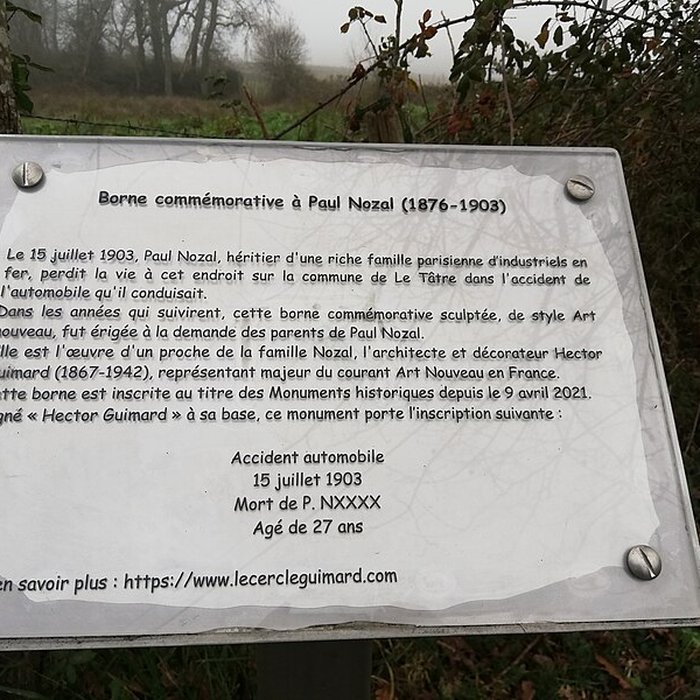 Borne commémorative à Paul Nozal (1876-1903)
Le 15 juillet 1903, Paul Nozal, héritier d'une riche famille parisienne d'industriels en
fer, perdit la vie à cet endroit sur la commune de Le Tâtre dans l'accident de
l'automobile qu'il conduisait.
Dans les années qui suivirent, cette borne commémorative sculptée, de style Art
nouveau, fut érigée à la demande des parents de Paul Nozal.
lle est l'œuvre d'un proche de la famille Nozal, l'architecte et décorateur Hector
uimard (1867-1942), représentant majeur du courant Art Nouveau en France.
tte borne est inscrite au titre des Monuments historiques depuis le 9 avril 2021.
gné « Hector Guimard » à sa base, ce monument porte l'inscription suivante :
Accident automobile
15 juillet 1903
Mort de P. NXXXX
Agé de 27 ans
en savoir plus : https://www.lecercleguimard.com